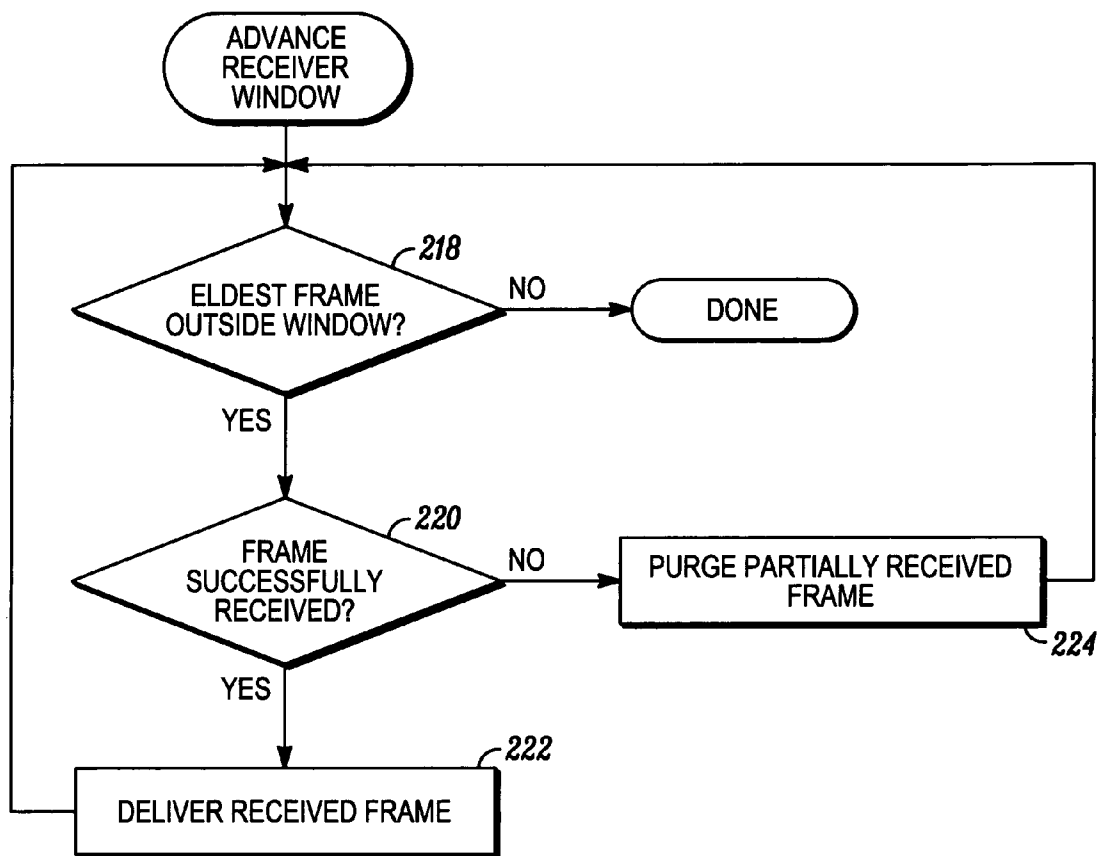 ADVANCE
RECEIVER
WINDOW
218
ELDEST FRAME
OUTSIDE WINDOW?
NO
DONE
YES
220
FRAME
SUCCESSFULLY
RECEIVED?
NO
PURGE PARTIALLY RECEIVED
FRAME
224
YES
222
DELIVER RECEIVED FRAME